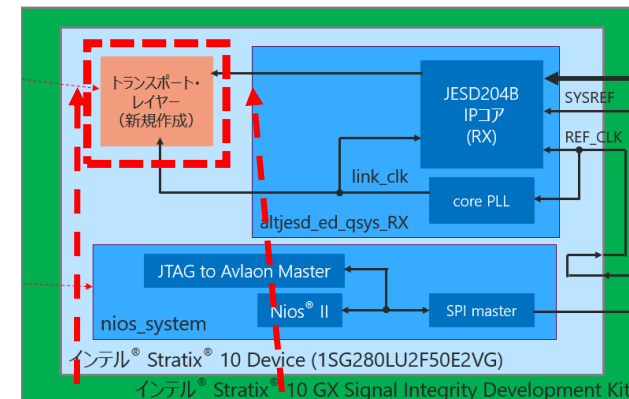 トランスポート・
レイヤー
(新規作成)
JESD204B
IPコア
(RX)
SYSREF
REF_CLK
link_clk
core PLL
altjesd_ed_qsys_RX
JTAG to Avlaon Master
Nios® II
SPI master
nios_system
インテル® Stratix® 10 Device (1SG280LU2F50E2VG)
インテル® Stratix® 10 GX Signal Integrity Development Kit